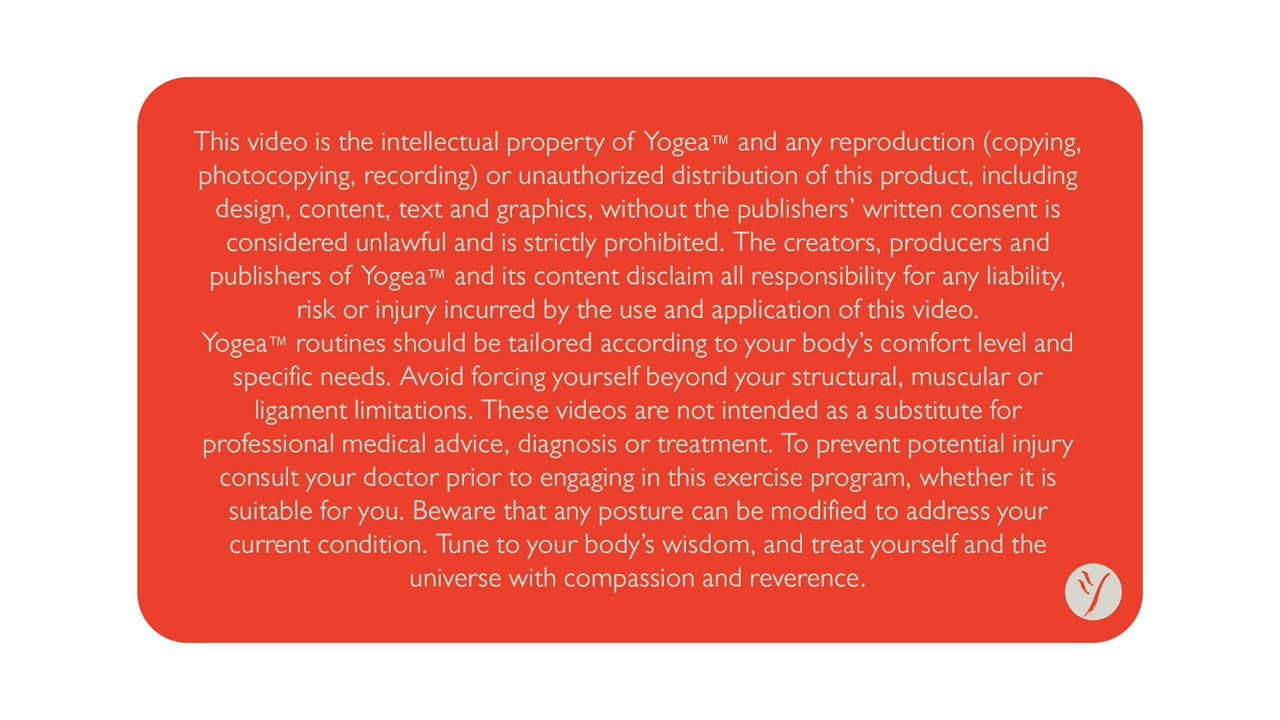 This video is the intellectual property of Yogea™ and any reproduction (copying,
photocopying, recording) or unauthorized distribution of this product, including
design, content, text and graphics, without the publishers’ written consent is
considered unlawful and is strictly prohibited. The creators, producers and
publishers of Yogea™ and its content disclaim all responsibility for any liability,
risk or injury incurred by the use and application of this video.
Yogea™ routines should be tailored according to your body’s comfort level and
specific needs. Avoid forcing yourself beyond your structural, muscular or
ligament limitations. These videos are not intended as a substitute for
professional medical advice, diagnosis or treatment. To prevent potential injury
consult your doctor prior to engaging in this exercise program, whether it is
suitable for you. Beware that any posture can be modified to address your
current condition. Tune to your body’s wisdom, and treat yourself and the
universe with compassion and reverence.